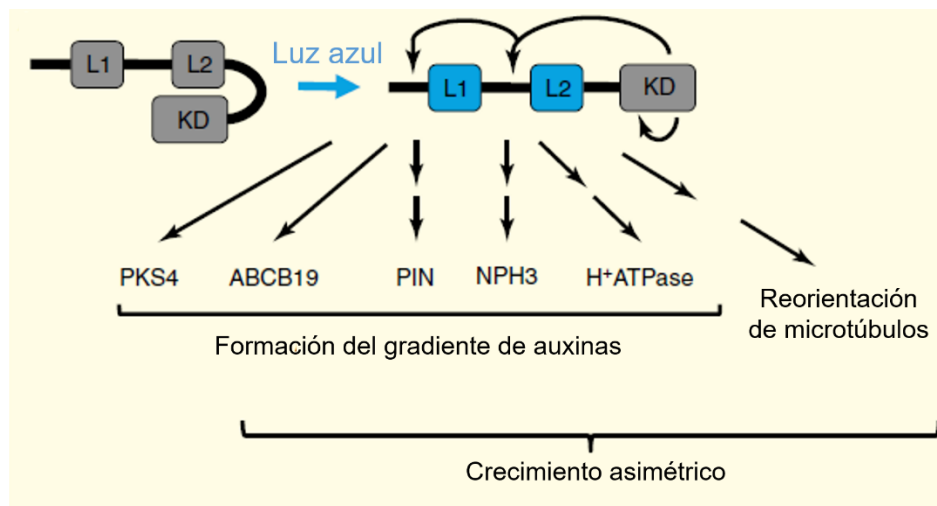 Luz azul
L1
L2
KD
L1
L2
KD
PKS4
ABCB19
PIN
NPH3
H⁺ATPase
Reorientación
de microtúbulos
Formación del gradiente de auxinas
Crecimiento asimétrico